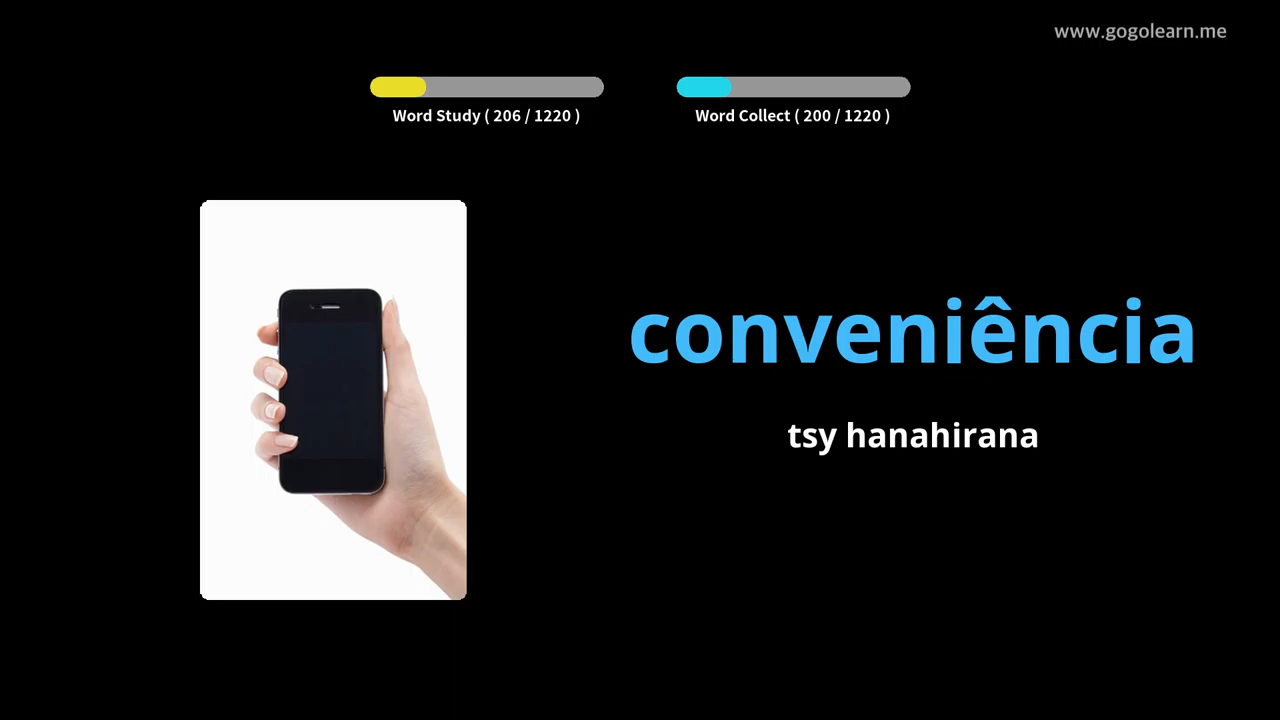 www.gogolearn.me
Word Study ( 206 / 1220 )
Word Collect ( 200 / 1220 )
conveniência
tsy hanahirana